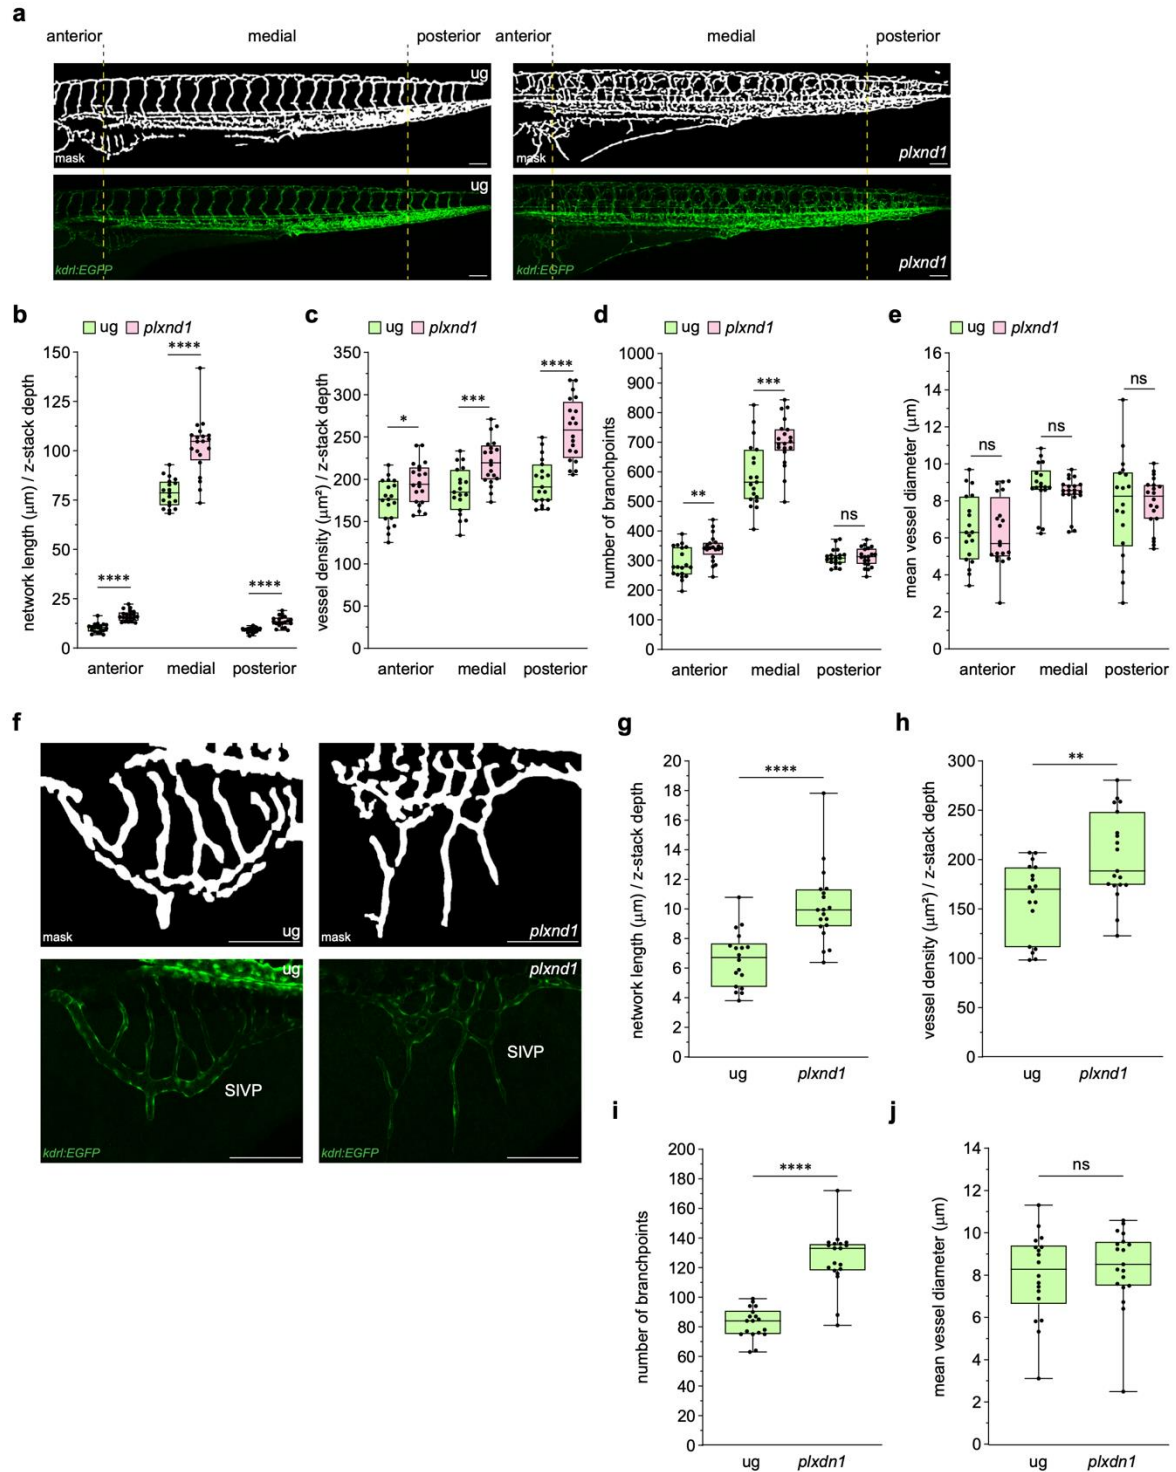 a
anterior medial posterior anterior medial posterior
ug
mask
mask
plxnd1
ug
kdrl:EGFP
kdrl:EGFP
plxnd1
b c d e
ug plxnd1 ug plxnd1 ug plxnd1 ug plxnd1
network length (μm) / z-stack depth
150
125
100
75
50
25
0
****
****
****
anterior medial posterior
vessel density (μm²) / z-stack depth
350
300
250
200
150
100
50
0
*
***
****
anterior medial posterior
number of branchpoints
1000
900
800
700
600
500
400
300
200
100
0
**
***
ns
anterior medial posterior
mean vessel diameter (μm)
16
14
12
10
8
6
4
2
0
ns
ns
ns
anterior medial posterior
f
mask
ug
mask
plxnd1
ug
SIVP
kdrl:EGFP
plxnd1
SIVP
kdrl:EGFP
g
network length (μm) / z-stack depth
20
18
16
14
12
10
8
6
4
2
0
****
ug plxnd1
h
vessel density (μm²) / z-stack depth
300
250
200
150
100
50
0
**
ug plxnd1
i
number of branchpoints
200
180
160
140
120
100
80
60
40
20
0
****
ug plxdn1
j
mean vessel diameter (μm)
14
12
10
8
6
4
2
0
ns
ug plxdn1